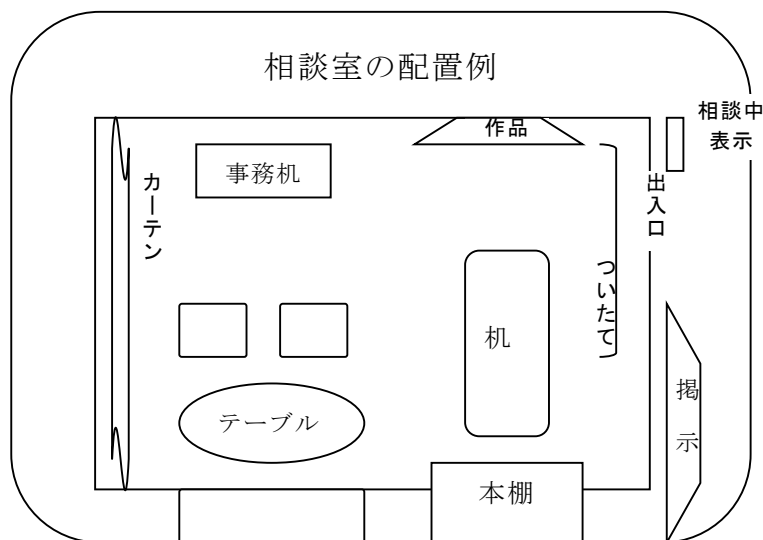 相談室の配置例
相談中
表示
作品
事務机
カーテン
出入口
ついたて
机
掲示
テーブル
本棚